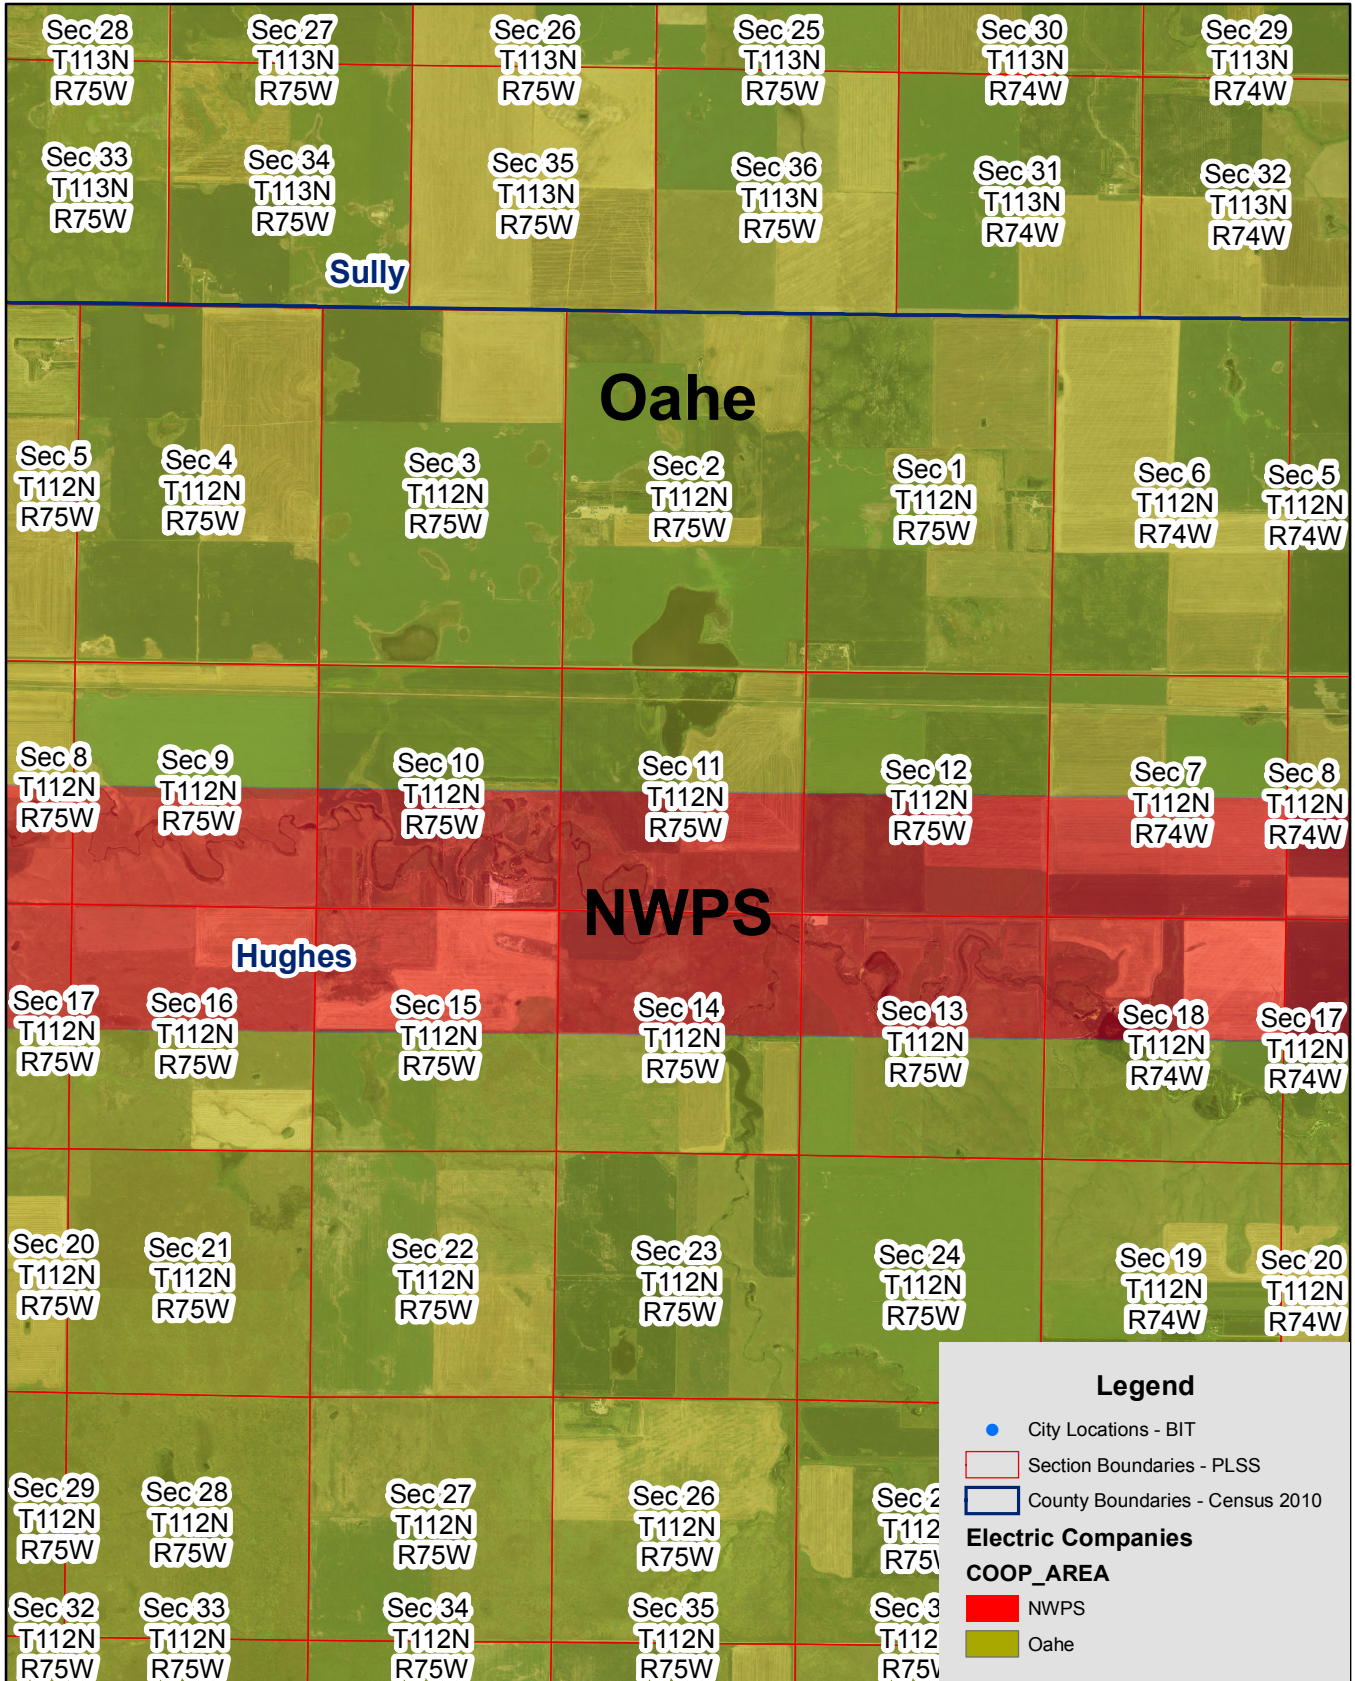 Sec 28
T113N
R75W
Sec 27
T113N
R75W
Sec 26
T113N
R75W
Sec 25
T113N
R75W
Sec 30
T113N
R74W
Sec 29
T113N
R74W
Sec 33
T113N
R75W
Sec 34
T113N
R75W
Sec 35
T113N
R75W
Sec 36
T113N
R75W
Sec 31
T113N
R74W
Sec 32
T113N
R74W
Sully
Oahe
Sec 5
T112N
R75W
Sec 4
T112N
R75W
Sec 3
T112N
R75W
Sec 2
T112N
R75W
Sec 1
T112N
R75W
Sec 6
T112N
R74W
Sec 5
T112N
R74W
Sec 8
T112N
R75W
Sec 9
T112N
R75W
Sec 10
T112N
R75W
Sec 11
T112N
R75W
Sec 12
T112N
R75W
Sec 7
T112N
R74W
Sec 8
T112N
R74W
NWPS
Hughes
Sec 17
T112N
R75W
Sec 16
T112N
R75W
Sec 15
T112N
R75W
Sec 14
T112N
R75W
Sec 13
T112N
R75W
Sec 18
T112N
R74W
Sec 17
T112N
R74W
Sec 20
T112N
R75W
Sec 21
T112N
R75W
Sec 22
T112N
R75W
Sec 23
T112N
R75W
Sec 24
T112N
R75W
Sec 19
T112N
R74W
Sec 20
T112N
R74W
Sec 29
T112N
R75W
Sec 28
T112N
R75W
Sec 27
T112N
R75W
Sec 26
T112N
R75W
Sec 2
T112
R75
Sec 32
T112N
R75W
Sec 33
T112N
R75W
Sec 34
T112N
R75W
Sec 35
T112N
R75W
Sec 3
T112
R75
Legend
City Locations - BIT
Section Boundaries - PLSS
County Boundaries - Census 2010
Electric Companies
COOP_AREA
NWPS
Oahe